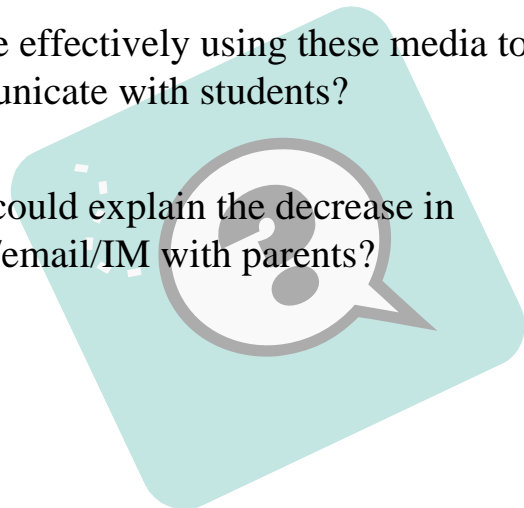 e effectively using these media to
unicate with students?
could explain the decrease in
/email/IM with parents?